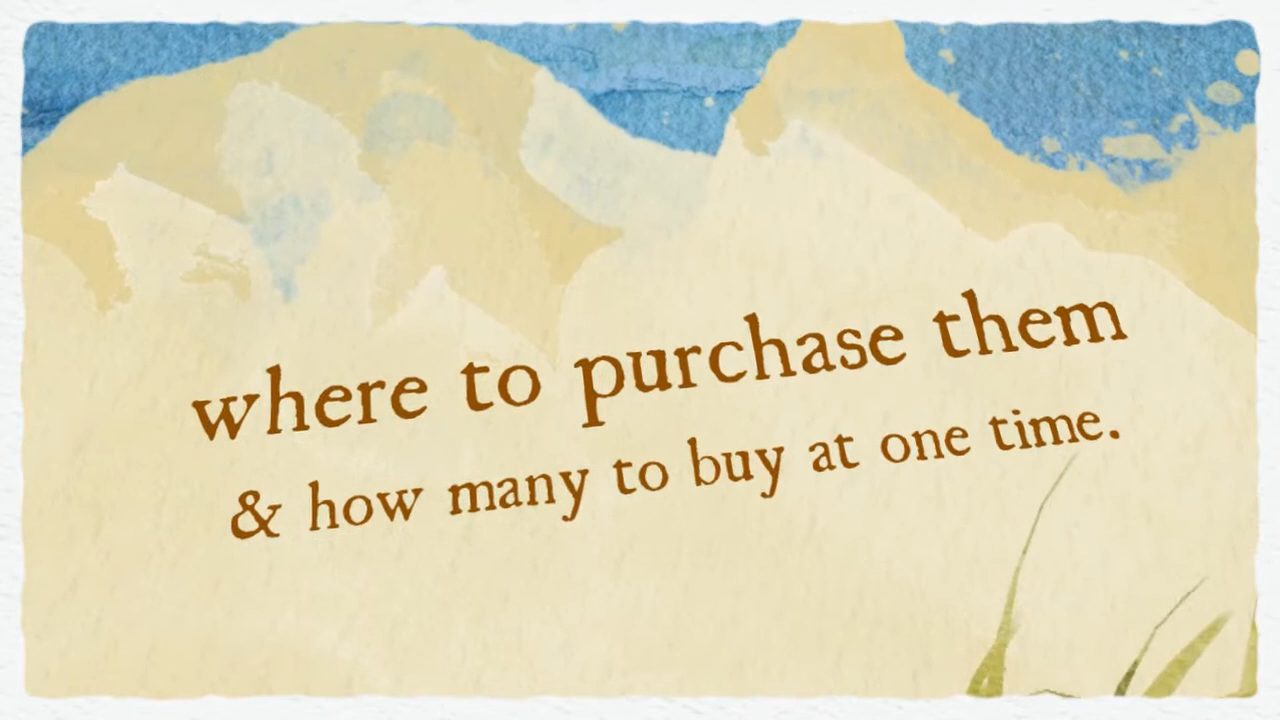 where to purchase them
& how many to buy at one time.